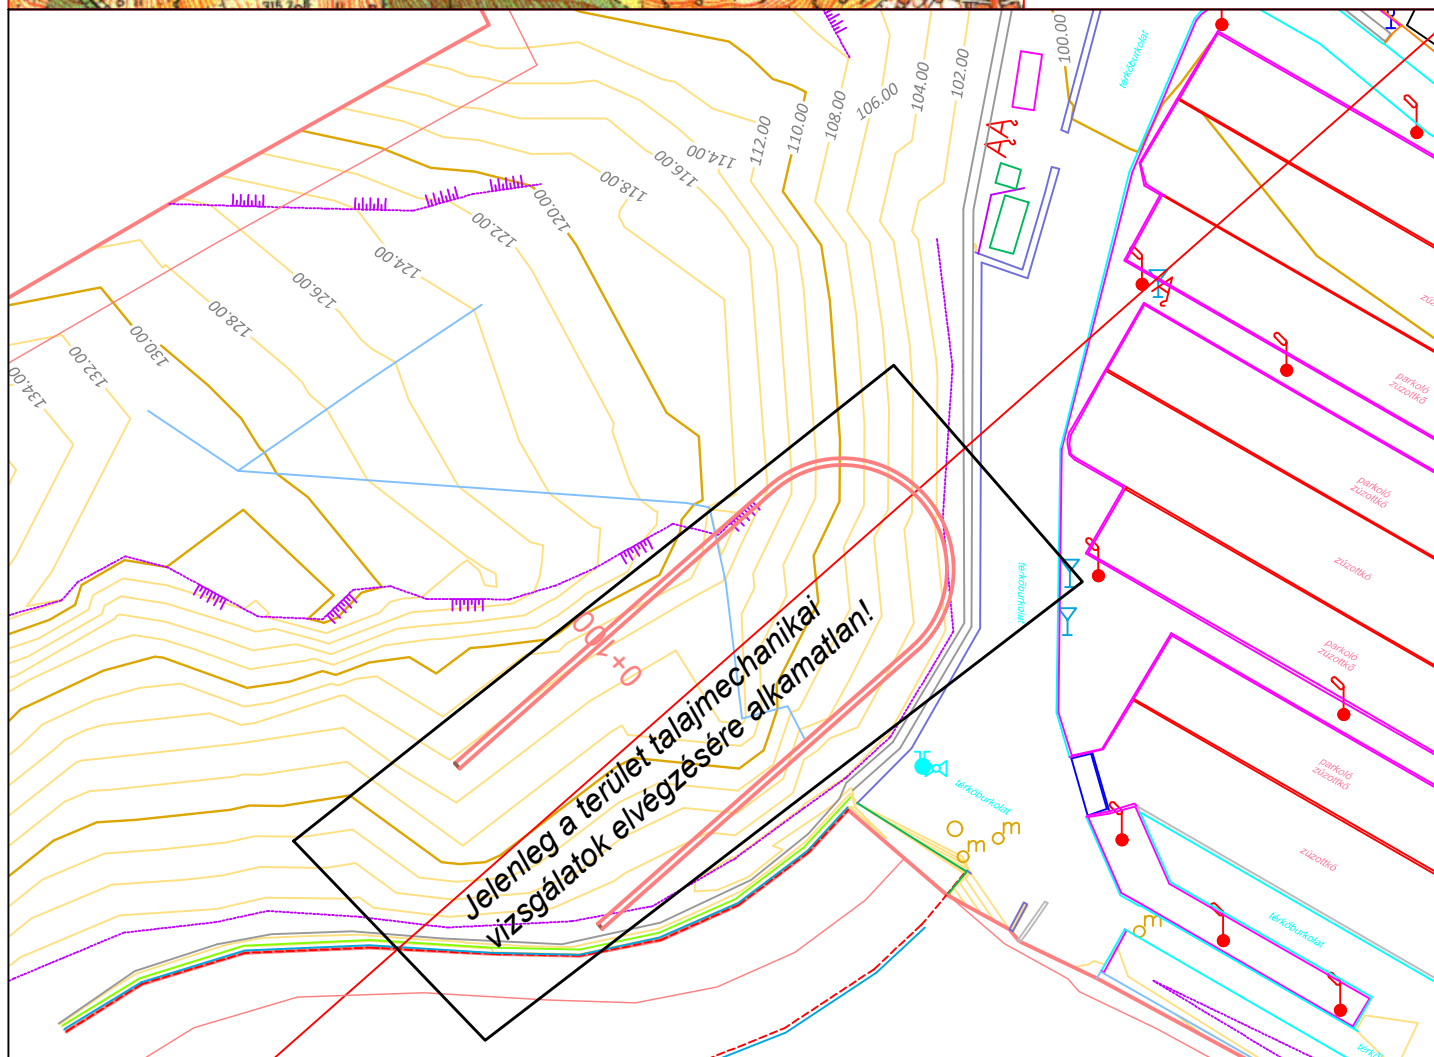 100.00
102.00
104.00
106.00
108.00
110.00
112.00
114.00
116.00
118.00
120.00
122.00
124.00
126.00
128.00
130.00
132.00
134.00
térkőburkolat
parkoló
zúzottkő
parkoló
zúzottkő
zúzottkő
térkőburkolat
0+100
Jelenleg a terület talajmechanikai
vizsgálatok elvégzésére alkamatlan!
parkoló
zúzottkő
parkoló
zúzottkő
térkőburkolat
m
m
zúzottkő
térkőburkolat
m